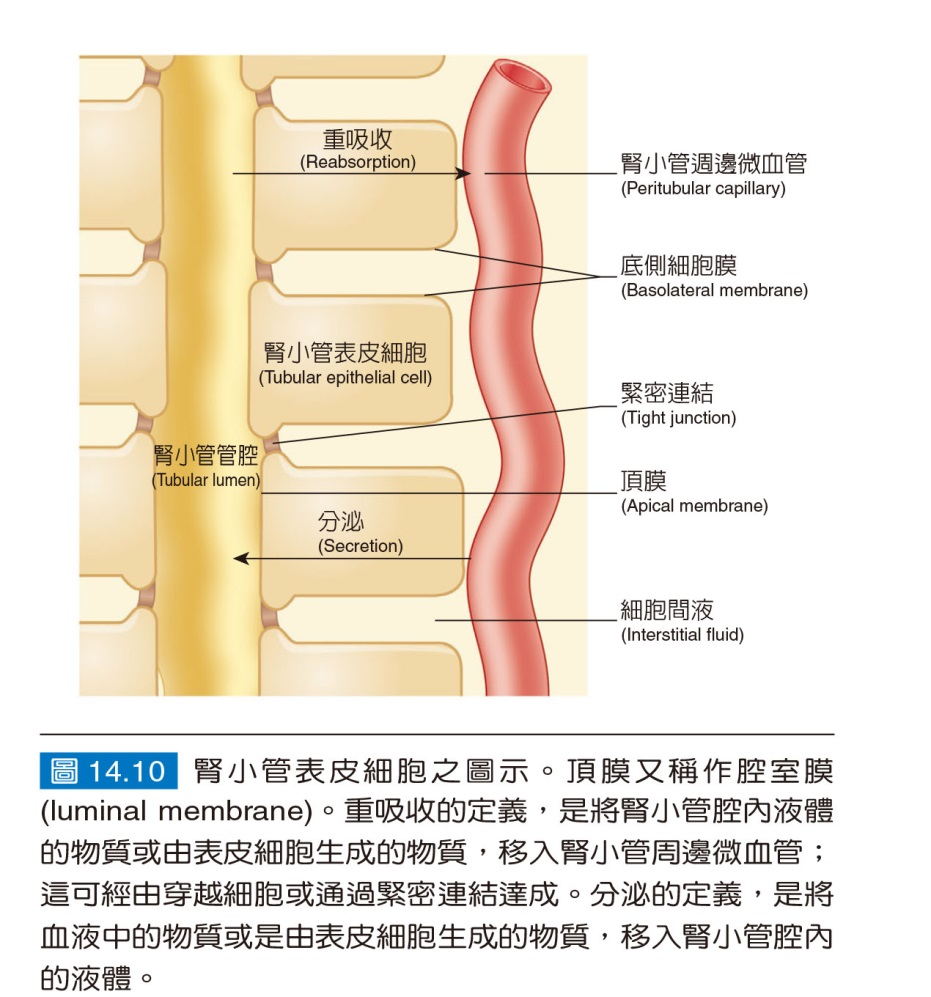 重吸收
(Reabsorption)
腎小管週邊微血管
(Peritubular capillary)
底側細胞膜
(Basolateral membrane)
腎小管表皮細胞
(Tubular epithelial cell)
緊密連結
(Tight junction)
腎小管管腔
(Tubular lumen)
頂膜
(Apical membrane)
分泌
(Secretion)
細胞間液
(Interstitial fluid)
圖 14.10 腎小管表皮細胞之圖示。頂膜又稱作腔室膜
(luminal membrane)。重吸收的定義，是將腎小管腔內液體
的物質或由表皮細胞生成的物質，移入腎小管周邊微血管；
這可經由穿越細胞或通過緊密連結達成。分泌的定義，是將
血液中的物質或是由表皮細胞生成的物質，移入腎小管腔內
的液體。